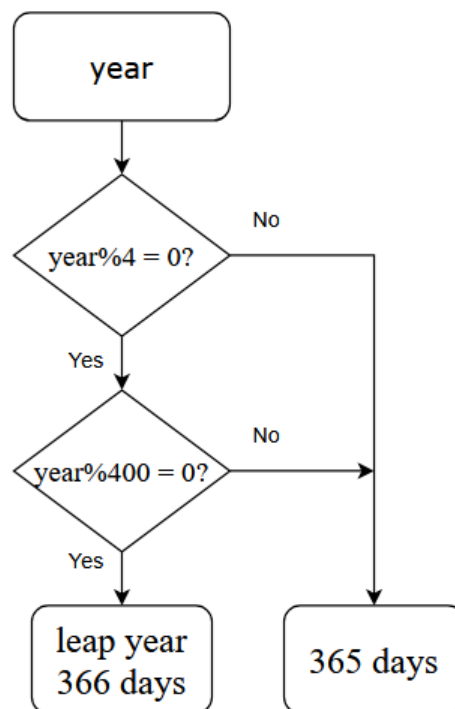 year
No
year%4 = 0?
Yes
No
year%400 = 0?
Yes
leap year
366 days
365 days